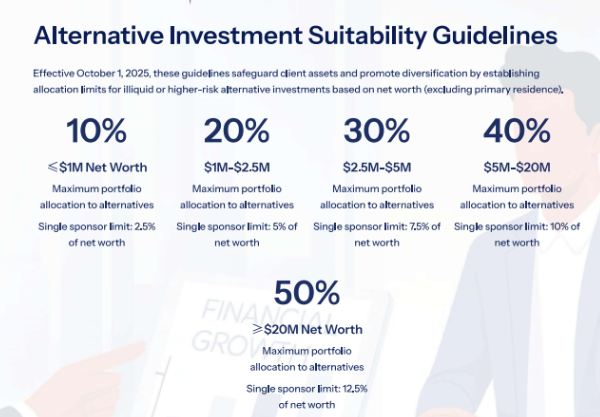 Alternative Investment Suitability Guidelines
Effective October 1, 2025, these guidelines safeguard client assets and promote diversification by establishing
allocation limits for illiquid or higher-risk alternative investments based on net worth (excluding primary residence).
10%
≤$1M Net Worth
Maximum portfolio
allocation to alternatives
Single sponsor limit: 2.5%
of net worth
20%
$1M-$2.5M
Maximum portfolio
allocation to alternatives
Single sponsor limit: 5% of
net worth
30%
$2.5M-$5M
Maximum portfolio
allocation to alternatives
Single sponsor limit: 7.5% of
net worth
40%
$5M-$20M
Maximum portfolio
allocation to alternatives
Single sponsor limit: 10% of
net worth
50%
≥$20M Net Worth
Maximum portfolio
allocation to alternatives
Single sponsor limit: 12.5%
of net worth
FINANCIAL
GROWTH